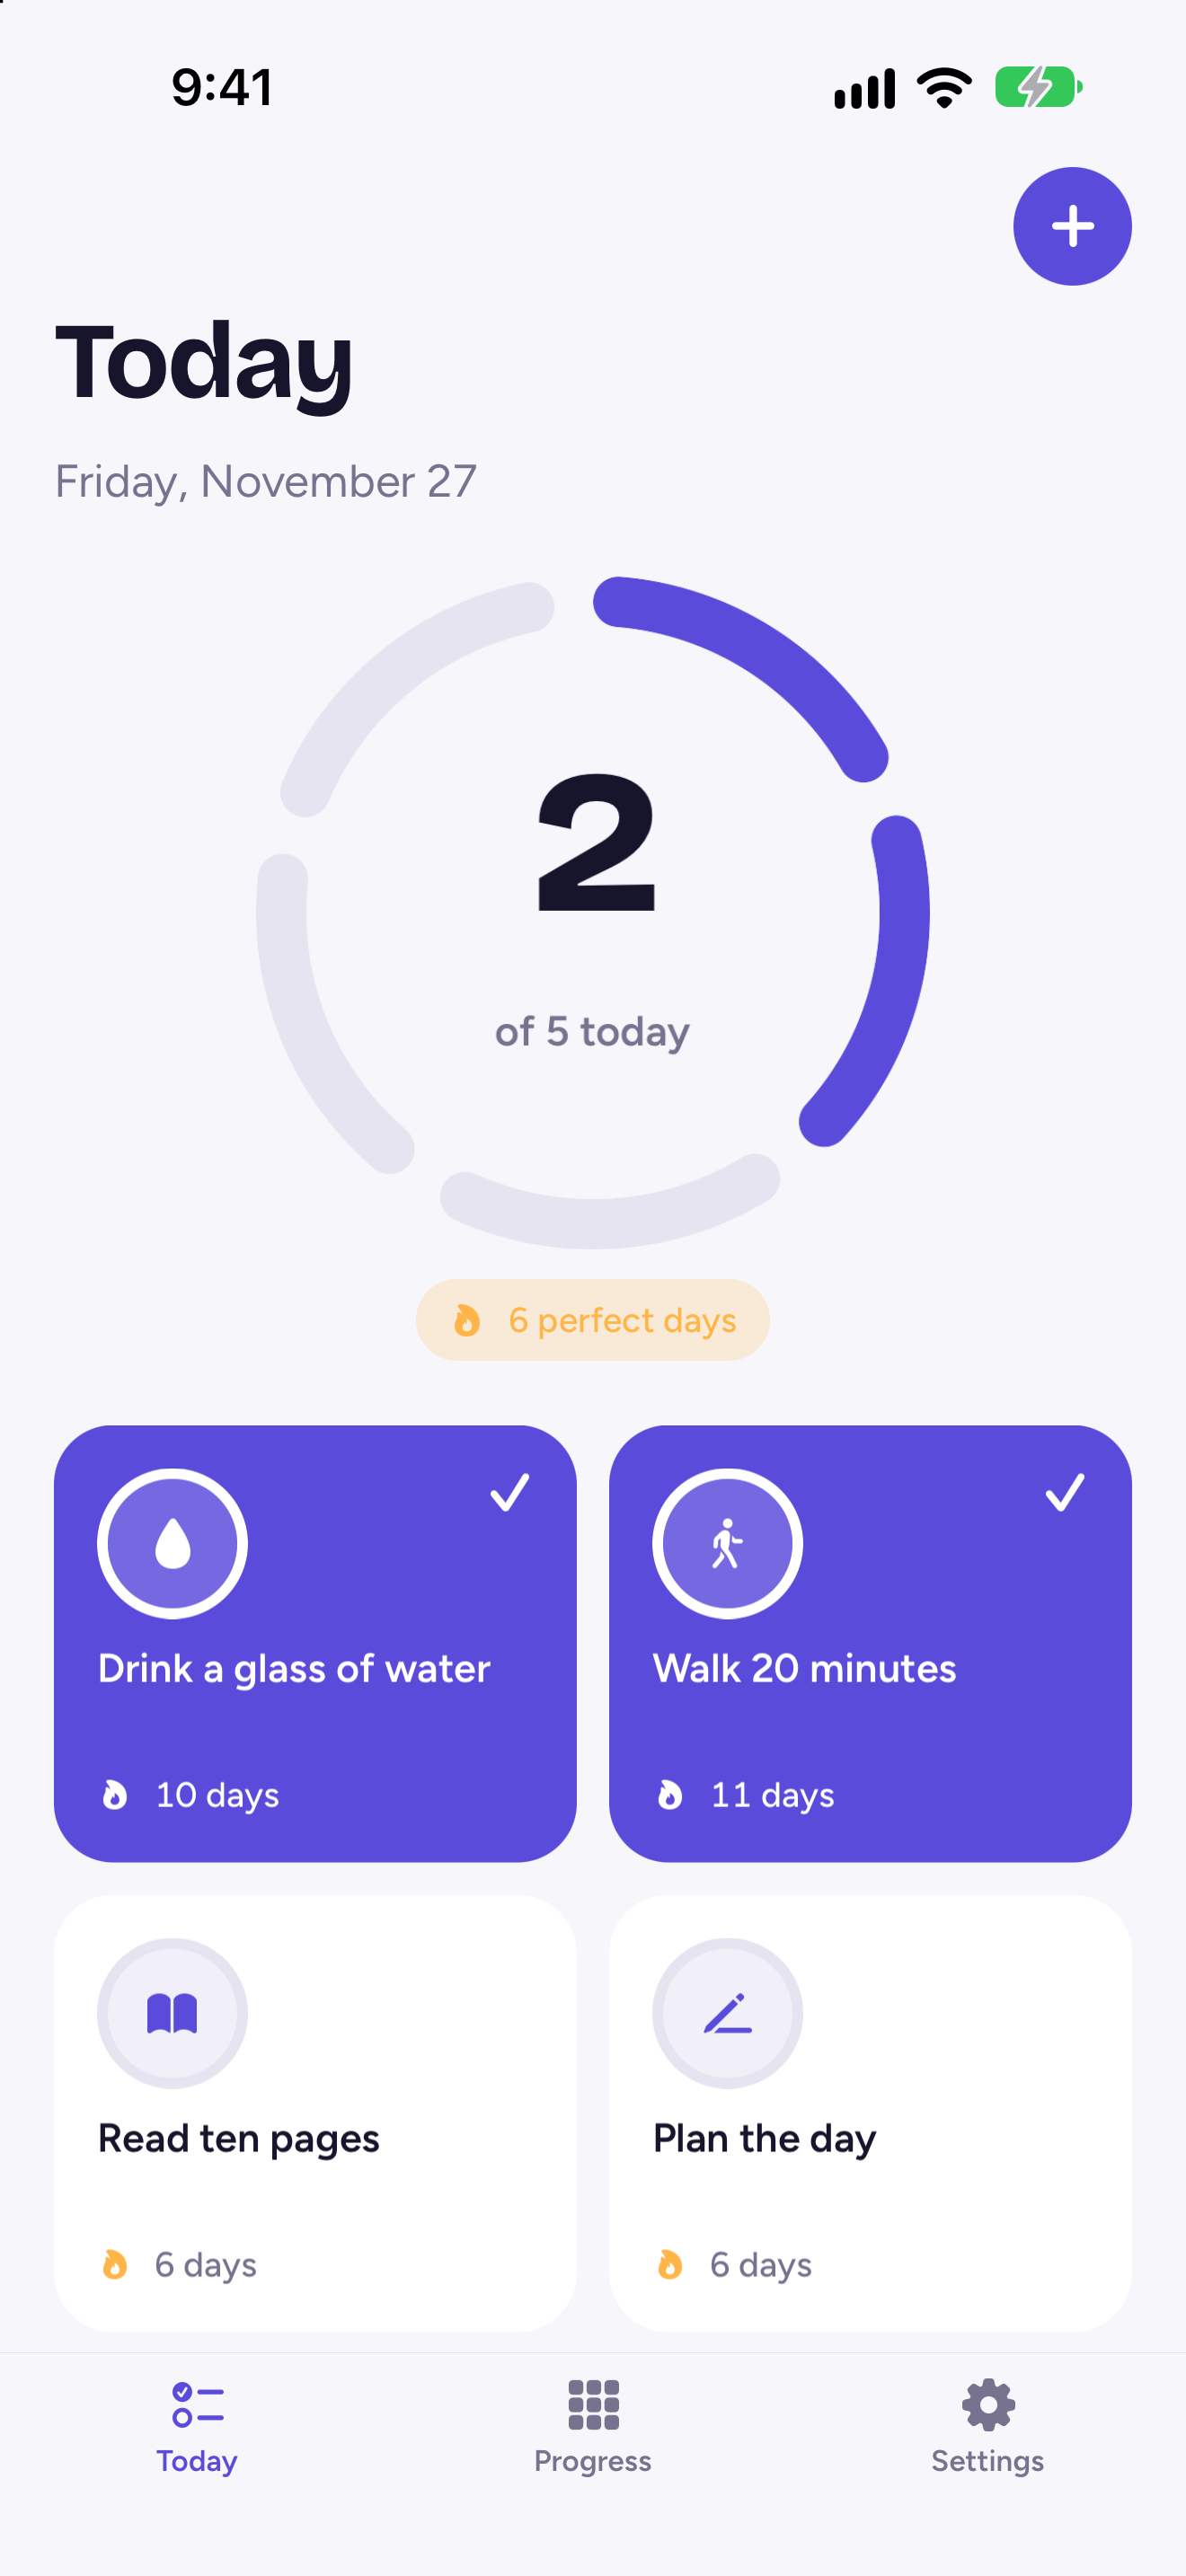 9:41
Today
Friday, November 27
2
of 5 today
6 perfect days
Drink a glass of water
10 days
Walk 20 minutes
11 days
Read ten pages
6 days
Plan the day
6 days
Today
Progress
Settings